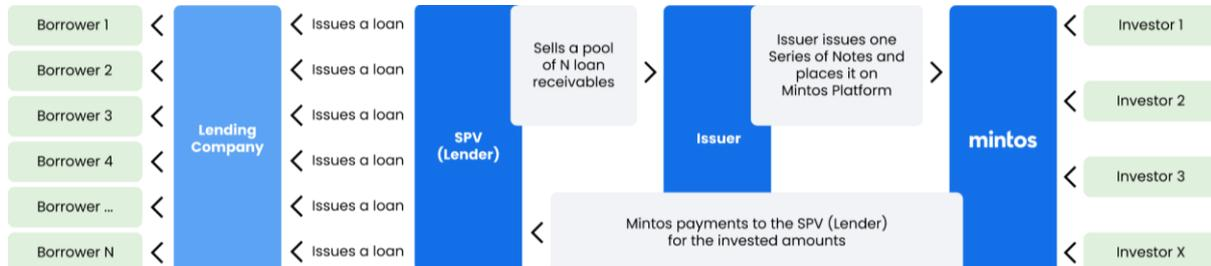 Borrower 1
Borrower 2
Borrower 3
Borrower 4
Borrower ...
Borrower N
Lending
Company
Issues a loan
Issues a loan
Issues a loan
Issues a loan
Issues a loan
Issues a loan
SPV
(Lender)
Sells a pool
of N loan
receivables
Issuer
Issuer issues one
Series of Notes and
places it on
Mintos Platform
Mintos payments to the SPV (Lender)
for the invested amounts
mintos
Investor 1
Investor 2
Investor 3
Investor X